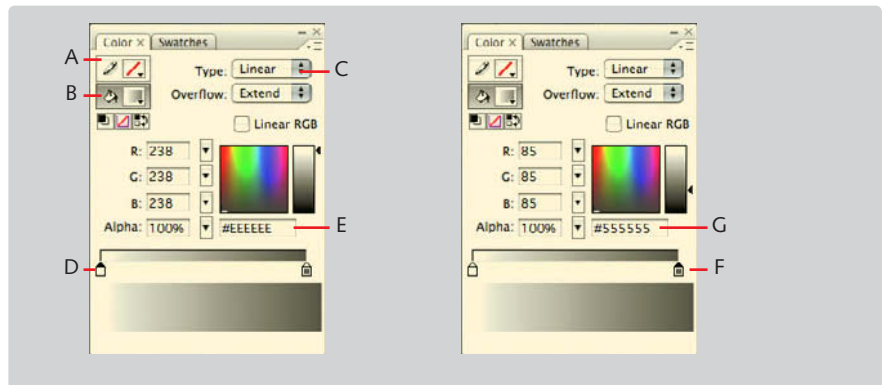 Color × Swatches
A
Type: Linear
C
B
Overflow: Extend
Linear RGB
R: 238
G: 238
B: 238
Alpha: 100% #EEEEEE
E
D
Color × Swatches
Type: Linear
Overflow: Extend
Linear RGB
R: 85
G: 85
B: 85
Alpha: 100% #555555
G
F